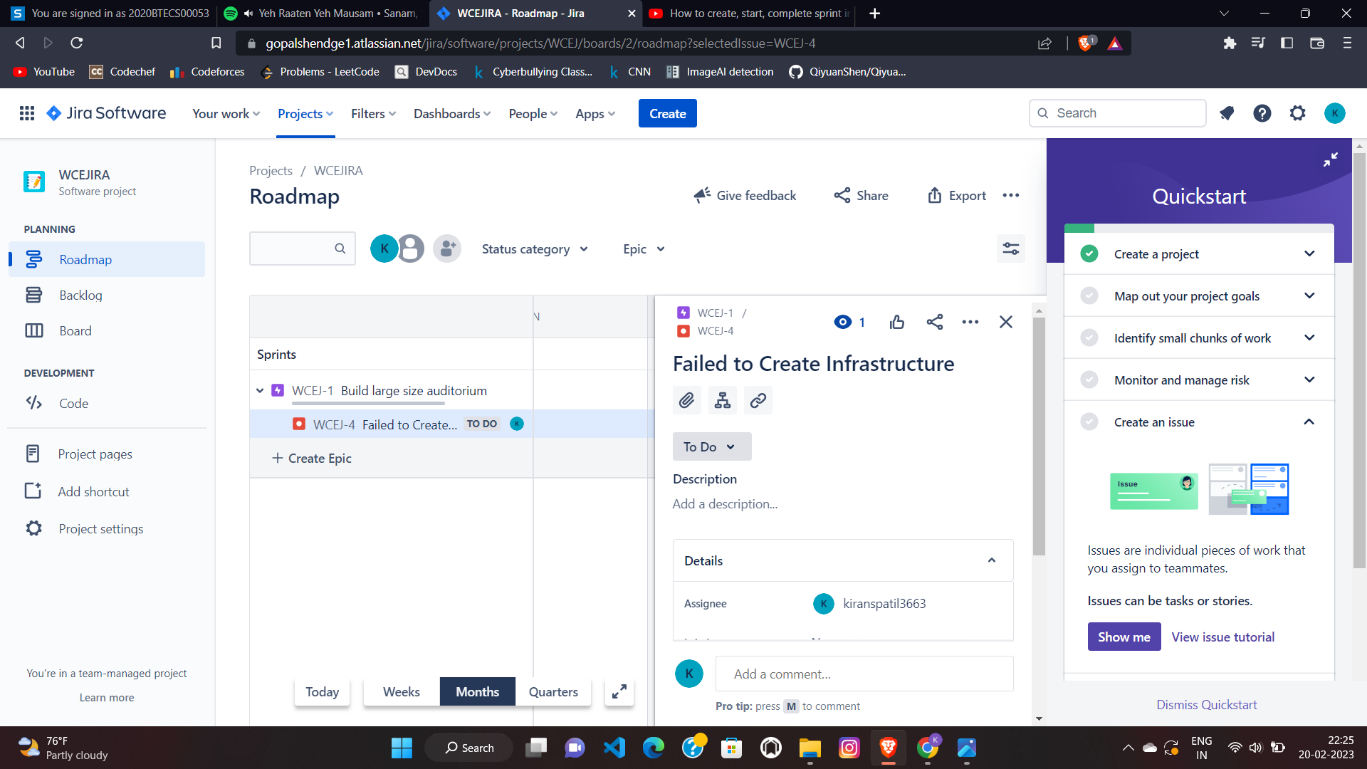 You are signed in as 2020BTECS00053
Yeh Raaten Yeh Mausam • Sanam,
WCEJIRA - Roadmap - Jira
How to create, start, complete sprint i
gopalshendge1.atlassian.net/jira/software/projects/WCEJ/boards/2/roadmap?selectedIssue=WCEJ-4
YouTube
Codechef
Codeforces
Problems - LeetCode
DevDocs
Cyberbullying Class...
CNN
ImageAI detection
QiyuanShen/Qiyua...
Jira Software
Your work
Projects
Filters
Dashboards
People
Apps
Create
Search
K
WCEJIRA
Software project
PLANNING
Roadmap
Backlog
Board
DEVELOPMENT
Code
Project pages
Add shortcut
Project settings
You're in a team-managed project
Learn more
Projects / WCEJIRA
Roadmap
Give feedback
Share
Export
K
Status category
Epic
N
Sprints
WCEJ-1 Build large size auditorium
WCEJ-4 Failed to Create... TO DO K
+ Create Epic
Today
Weeks
Months
Quarters
WCEJ-1 /
WCEJ-4
1
Failed to Create Infrastructure
To Do
Description
Add a description...
Details
Assignee
K kiranspatil3663
K
Add a comment...
Pro tip: press M to comment
Quickstart
Create a project
Map out your project goals
Identify small chunks of work
Monitor and manage risk
Create an issue
Issue
Issues are individual pieces of work that
you assign to teammates.
Issues can be tasks or stories.
Show me
View issue tutorial
Dismiss Quickstart
76°F
Partly cloudy
Search
ENG
IN
22:25
20-02-2023